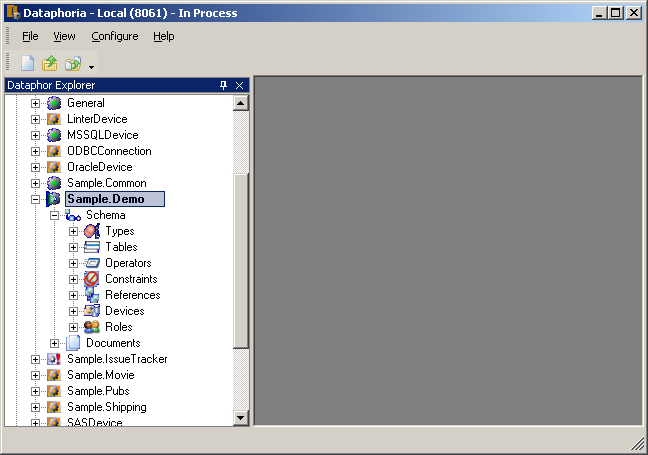 Dataphoria - Local (8061) - In Process
File View Configure Help
Dataphor Explorer
General
LinterDevice
MSSQLDevice
ODBCConnection
OracleDevice
Sample.Common
Sample.Demo
Schema
Types
Tables
Operators
Constraints
References
Devices
Roles
Documents
Sample.IssueTracker
Sample.Movie
Sample.Pubs
Sample.Shipping
SASDevice